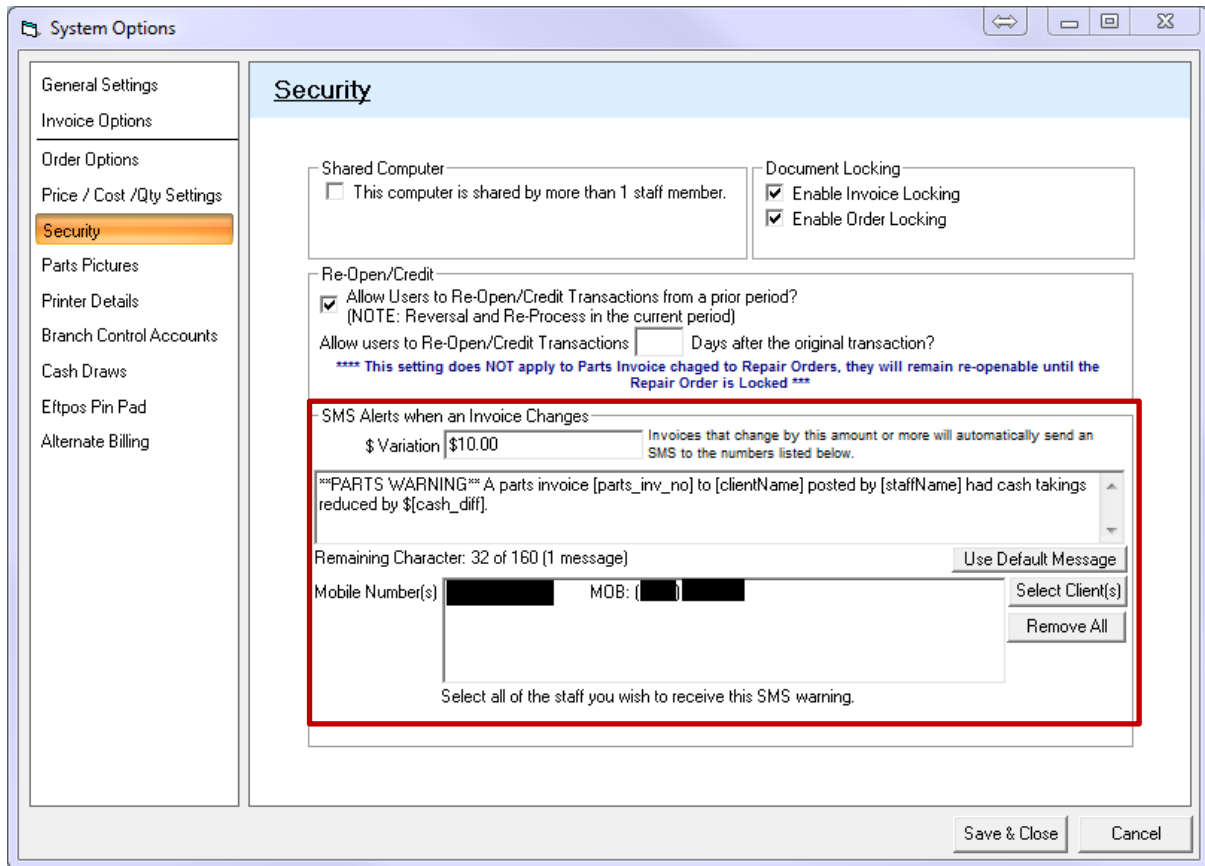 System Options
General Settings
Invoice Options
Order Options
Price / Cost /Qty Settings
Security
Parts Pictures
Printer Details
Branch Control Accounts
Cash Draws
Eftpos Pin Pad
Alternate Billing
Security
Shared Computer
This computer is shared by more than 1 staff member.
Document Locking
Enable Invoice Locking
Enable Order Locking
Re-Open/Credit
Allow Users to Re-Open/Credit Transactions from a prior period?
(NOTE: Reversal and Re-Process in the current period)
Allow users to Re-Open/Credit Transactions Days after the original transaction?
**** This setting does NOT apply to Parts Invoice chaged to Repair Orders, they will remain re-openable until the
Repair Order is Locked ***
SMS Alerts when an Invoice Changes
$ Variation $10.00
Invoices that change by this amount or more will automatically send an
SMS to the numbers listed below.
**PARTS WARNING** A parts invoice [parts_inv_no] to [clientName] posted by [staffName] had cash takings
reduced by $[cash_diff].
Remaining Character: 32 of 160 (1 message)
Use Default Message
Mobile Number(s) MOB: ( )
Select Client(s)
Remove All
Select all of the staff you wish to receive this SMS warning.
Save & Close
Cancel